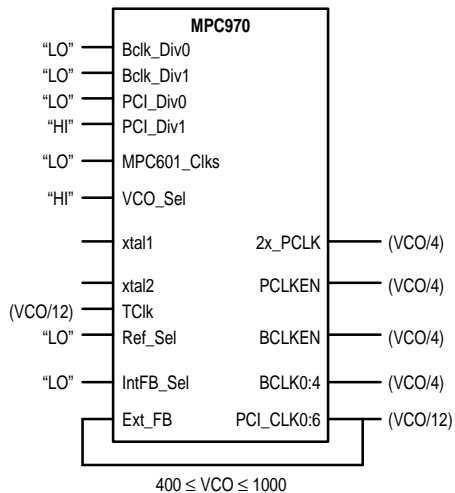 MPC970
“LO” Bclk_Div0
“LO” Bclk_Div1
“LO” PCI_Div0
“HI” PCI_Div1
“LO” MPC601_Clks
“HI” VCO_Sel
xtal1 2x_PCLK (VCO/4)
xtal2 PCLKEN (VCO/4)
(VCO/12) TClk
“LO” Ref_Sel BCLKEN (VCO/4)
“LO” IntFB_Sel BCLK0:4 (VCO/4)
Ext_FB PCI_CLK0:6 (VCO/12)
400 ≤ VCO ≤ 1000